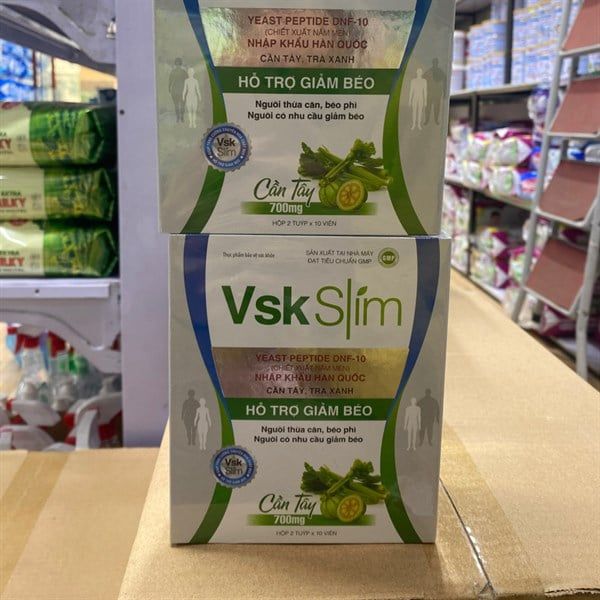 YEAST PEPTIDE DNF-10
(CHIẾT XUẤT NẤM MEN)
NHẬP KHẨU HÀN QUỐC
CẦN TÂY, TRÀ XANH
HỖ TRỢ GIẢM BÉO
Người thừa cân, béo phì
Người có nhu cầu giảm béo
Vsk
Slim
Cần Tây
700mg
HỘP 2 TUÝP x 10 VIÊN
Thực phẩm bảo vệ sức khỏe
SẢN XUẤT TẠI NHÀ MÁY
ĐẠT TIÊU CHUẨN GMP
GMP
Vsk Slim
YEAST PEPTIDE DNF-10
(CHIẾT XUẤT NẤM MEN)
NHẬP KHẨU HÀN QUỐC
CẦN TÂY, TRÀ XANH
HỖ TRỢ GIẢM BÉO
Người thừa cân, béo phì
Người có nhu cầu giảm béo
Vsk
Slim
Cần Tây
700mg
HỘP 2 TUÝP x 10 VIÊN